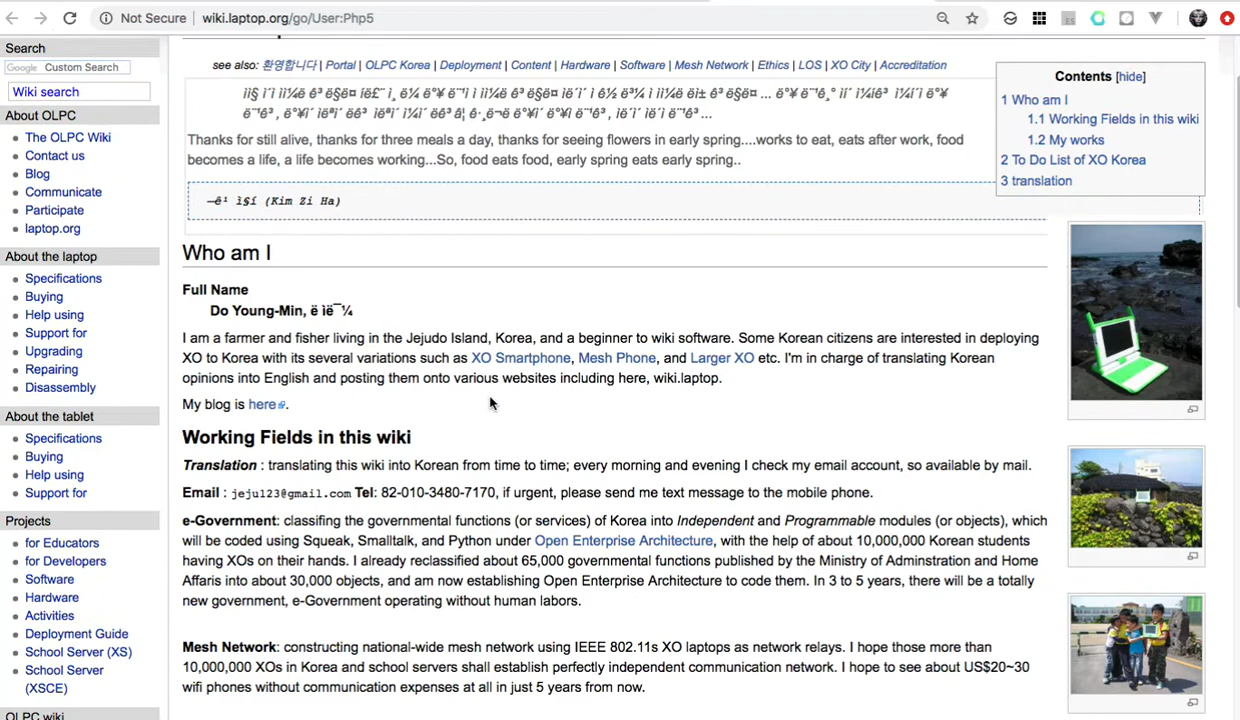 Not Secure wiki.laptop.org/go/User:Php5
Search
Google Custom Search
Wiki search
About OLPC
The OLPC Wiki
Contact us
Blog
Communicate
Participate
laptop.org
About the laptop
Specifications
Buying
Help using
Support for
Upgrading
Repairing
Disassembly
About the tablet
Specifications
Buying
Help using
Support for
Projects
for Educators
for Developers
Software
Hardware
Activities
Deployment Guide
School Server (XS)
School Server
(XSCE)
OLPC wiki
see also: 환영합니다 | Portal | OLPC Korea | Deployment | Content | Hardware | Software | Mesh Network | Ethics | LOS | XO City | Accreditation
Thanks for still alive, thanks for three meals a day, thanks for seeing flowers in early spring....works to eat, eats after work, food
becomes a life, a life becomes working...So, food eats food, early spring eats early spring..
(Kim Zi Ha)
Contents [hide]
1 Who am I
1.1 Working Fields in this wiki
1.2 My works
2 To Do List of XO Korea
3 translation
Who am I
Full Name
Do Young-Min,
I am a farmer and fisher living in the Jejudo Island, Korea, and a beginner to wiki software. Some Korean citizens are interested in deploying
XO to Korea with its several variations such as XO Smartphone, Mesh Phone, and Larger XO etc. I'm in charge of translating Korean
opinions into English and posting them onto various websites including here, wiki.laptop.
My blog is here.
Working Fields in this wiki
Translation : translating this wiki into Korean from time to time; every morning and evening I check my email account, so available by mail.
Email : jeju123@gmail.com Tel: 82-010-3480-7170, if urgent, please send me text message to the mobile phone.
e-Government: classifing the governmental functions (or services) of Korea into Independent and Programmable modules (or objects), which
will be coded using Squeak, Smalltalk, and Python under Open Enterprise Architecture, with the help of about 10,000,000 Korean students
having XOs on their hands. I already reclassified about 65,000 governmental functions published by the Ministry of Adminstration and Home
Affaris into about 30,000 objects, and am now establishing Open Enterprise Architecture to code them. In 3 to 5 years, there will be a totally
new government, e-Government operating without human labors.
Mesh Network: constructing national-wide mesh network using IEEE 802.11s XO laptops as network relays. I hope those more than
10,000,000 XOs in Korea and school servers shall establish perfectly independent communication network. I hope to see about US$20~30
wifi phones without communication expenses at all in just 5 years from now.